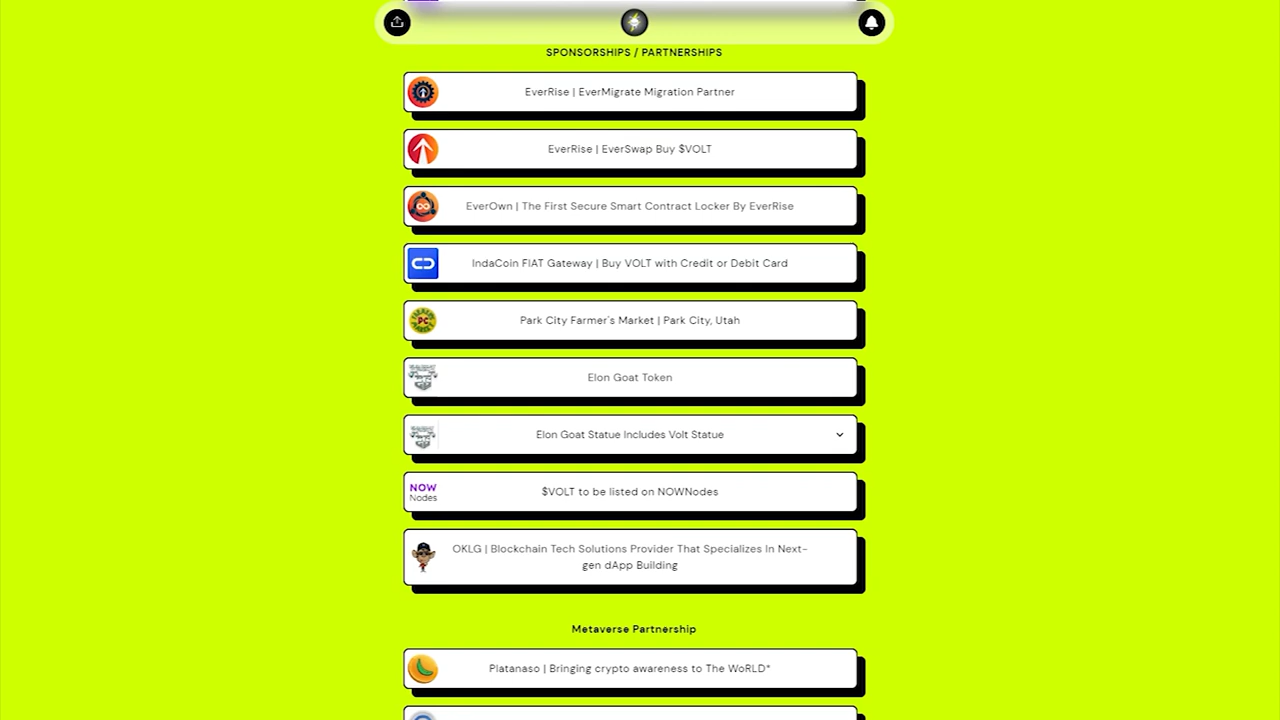 SPONSORSHIPS / PARTNERSHIPS
EverRise | EverMigrate Migration Partner
EverRise | EverSwap Buy $VOLT
EverOwn | The First Secure Smart Contract Locker By EverRise
IndaCoin FIAT Gateway | Buy VOLT with Credit or Debit Card
PC
Park City Farmer's Market | Park City, Utah
Elon Goat Token
Elon Goat Statue Includes Volt Statue
NOW
Nodes
$VOLT to be listed on NOWNodes
OKLG | Blockchain Tech Solutions Provider That Specializes In Next-
gen dApp Building
Metaverse Partnership
Platanaso | Bringing crypto awareness to The WoRLD*